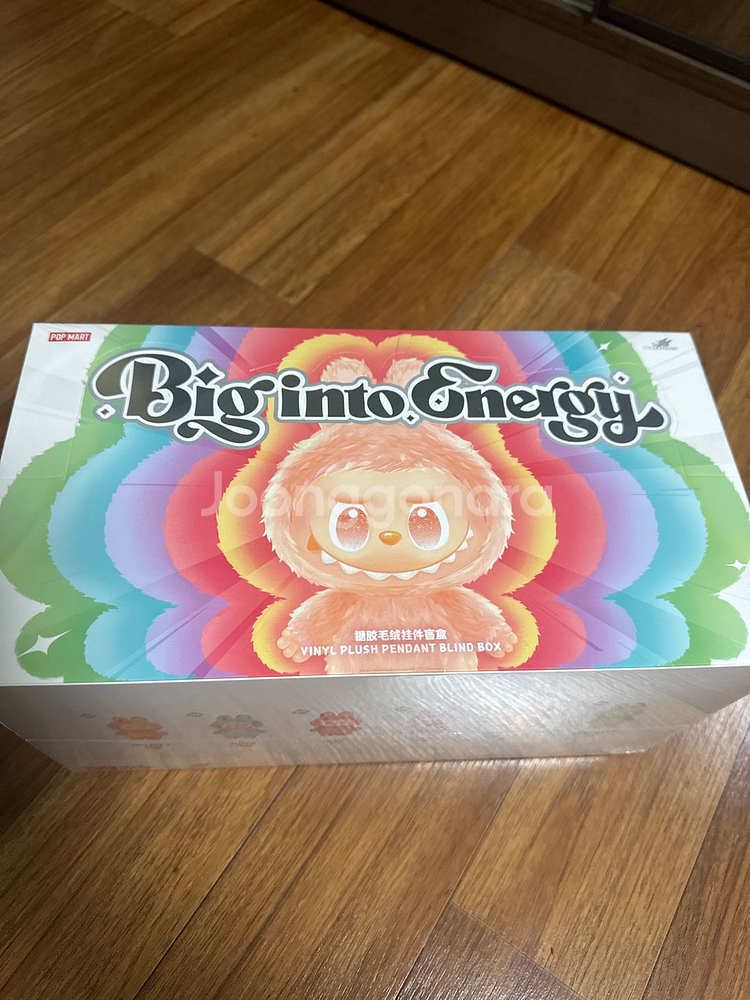 POP MART
Big into Energy
Joonggonara
搪胶毛绒挂件盲盒
VINYL PLUSH PENDANT BLIND BOX